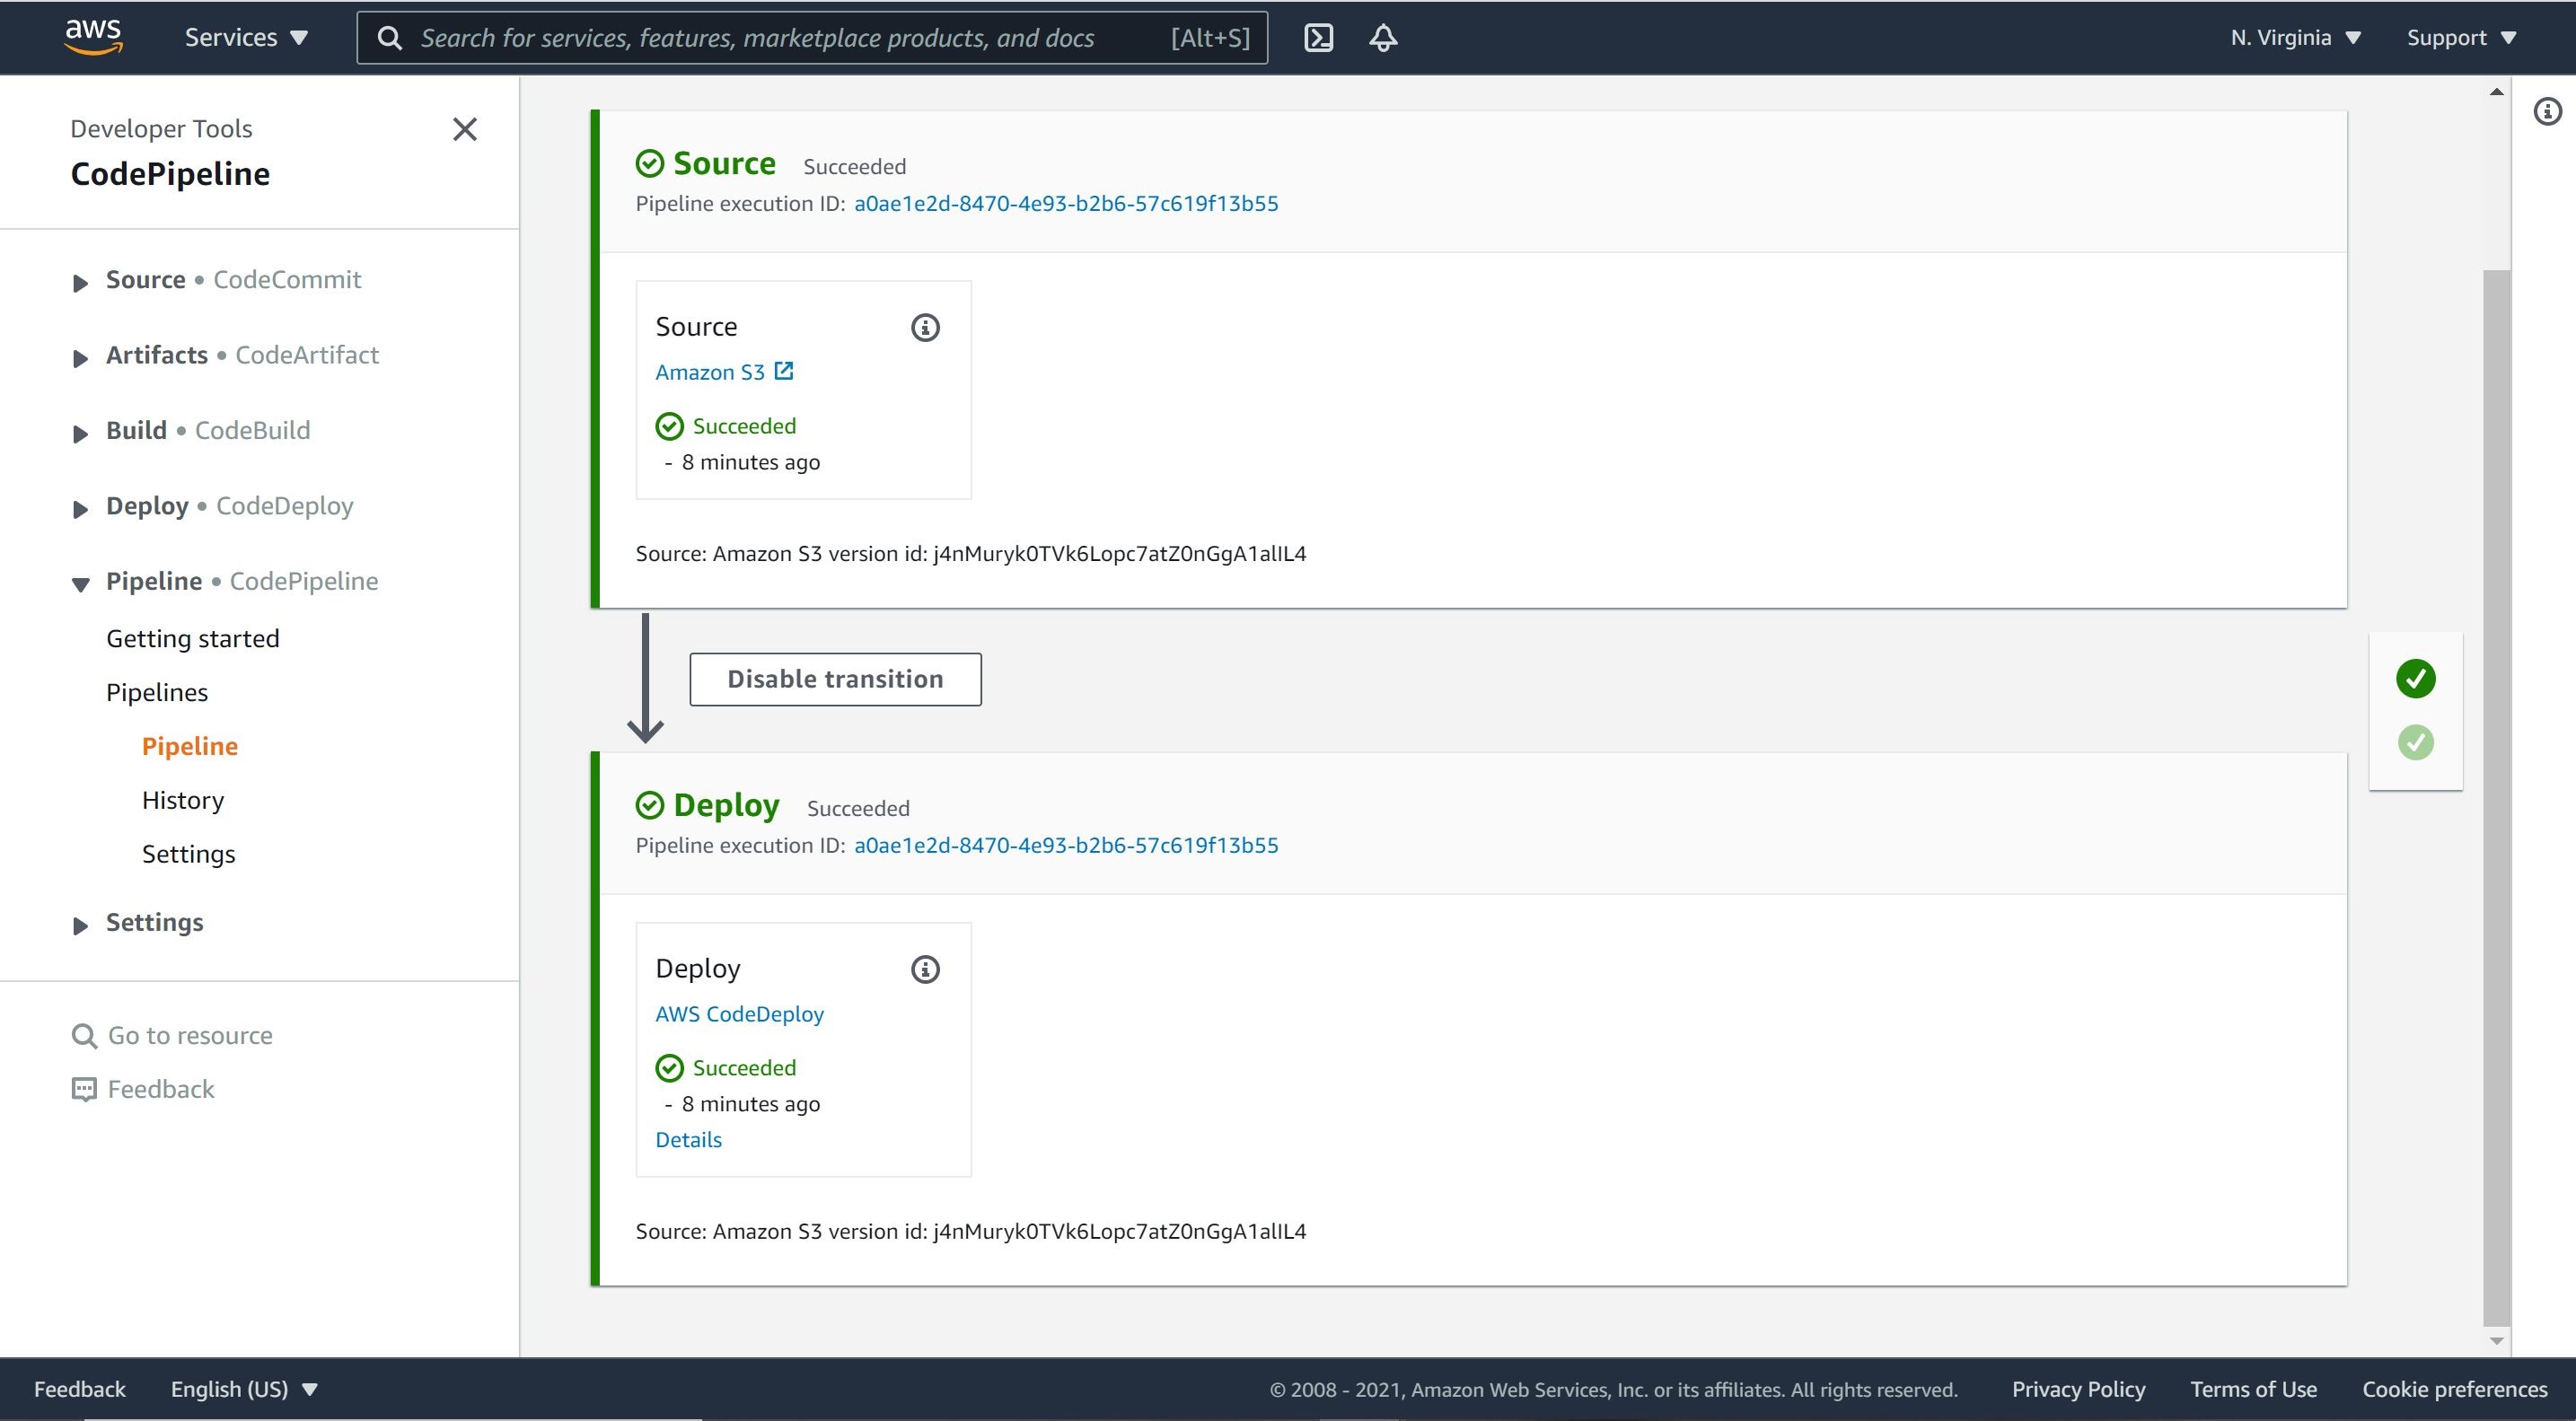 aws Services Search for services, features, marketplace products, and docs [Alt+S] N. Virginia Support
Developer Tools
CodePipeline
Source • CodeCommit
Artifacts • CodeArtifact
Build • CodeBuild
Deploy • CodeDeploy
Pipeline • CodePipeline
Getting started
Pipelines
Pipeline
History
Settings
Settings
Go to resource
Feedback
Source Succeeded
Pipeline execution ID: a0ae1e2d-8470-4e93-b2b6-57c619f13b55
Source
Amazon S3
Succeeded
- 8 minutes ago
Source: Amazon S3 version id: j4nMuryk0TVk6Lopc7atZ0nGgA1alIL4
Disable transition
Deploy Succeeded
Pipeline execution ID: a0ae1e2d-8470-4e93-b2b6-57c619f13b55
Deploy
AWS CodeDeploy
Succeeded
- 8 minutes ago
Details
Source: Amazon S3 version id: j4nMuryk0TVk6Lopc7atZ0nGgA1alIL4
Feedback English (US) © 2008 - 2021, Amazon Web Services, Inc. or its affiliates. All rights reserved. Privacy Policy Terms of Use Cookie preferences